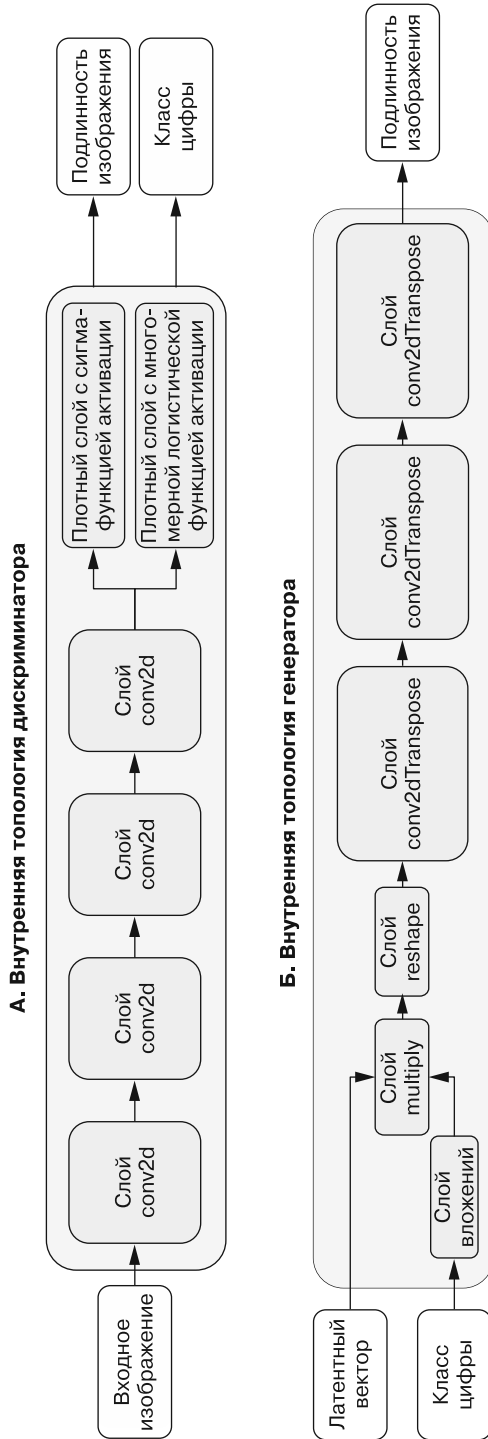 А. Внутренняя топология дискриминатора
Входное
изображение
Слой
conv2d
Слой
conv2d
Слой
conv2d
Слой
conv2d
Плотный слой с сигма-
функцией активации
Плотный слой с много-
мерной логистической
функцией активации
Подлинность
изображения
Класс
цифры
Б. Внутренняя топология генератора
Латентный
вектор
Класс
цифры
Слой
вложений
Слой
multiply
Слой
reshape
Слой
conv2dTranspose
Слой
conv2dTranspose
Слой
conv2dTranspose
Подлинность
изображения